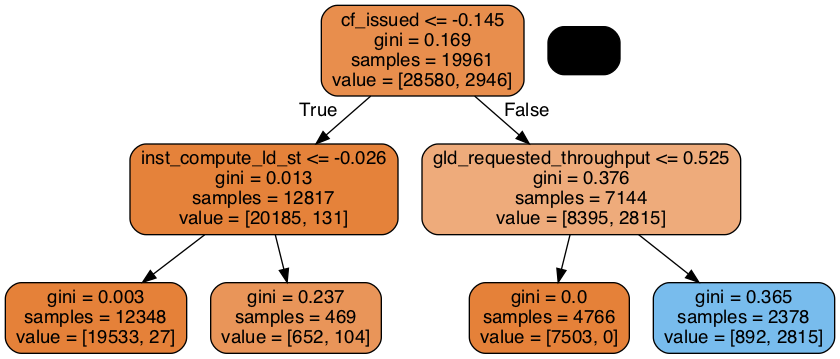 cf_issued <= -0.145
gini = 0.169
samples = 19961
value = [28580, 2946]
True
False
inst_compute_ld_st <= -0.026
gini = 0.013
samples = 12817
value = [20185, 131]
gld_requested_throughput <= 0.525
gini = 0.376
samples = 7144
value = [8395, 2815]
gini = 0.003
samples = 12348
value = [19533, 27]
gini = 0.237
samples = 469
value = [652, 104]
gini = 0.0
samples = 4766
value = [7503, 0]
gini = 0.365
samples = 2378
value = [892, 2815]